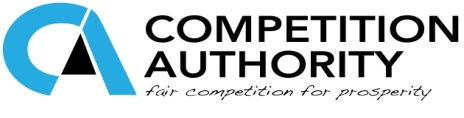 COMPETITION
AUTHORITY
fair competition for prosperity